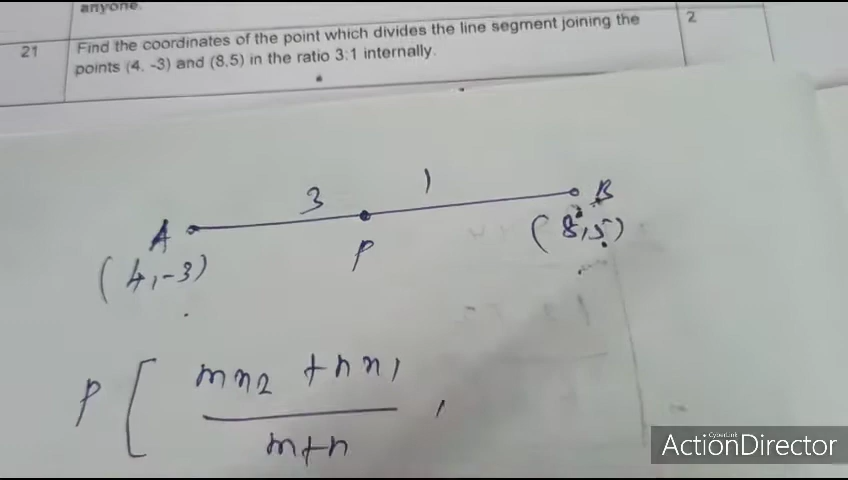 anyone.
21 Find the coordinates of the point which divides the line segment joining the 2
points (4, -3) and (8,5) in the ratio 3:1 internally.
3 1
A B
P
(4,-3) (8,5)
P [ mx2 + nx1 ,
m+n
CyberLink
ActionDirector